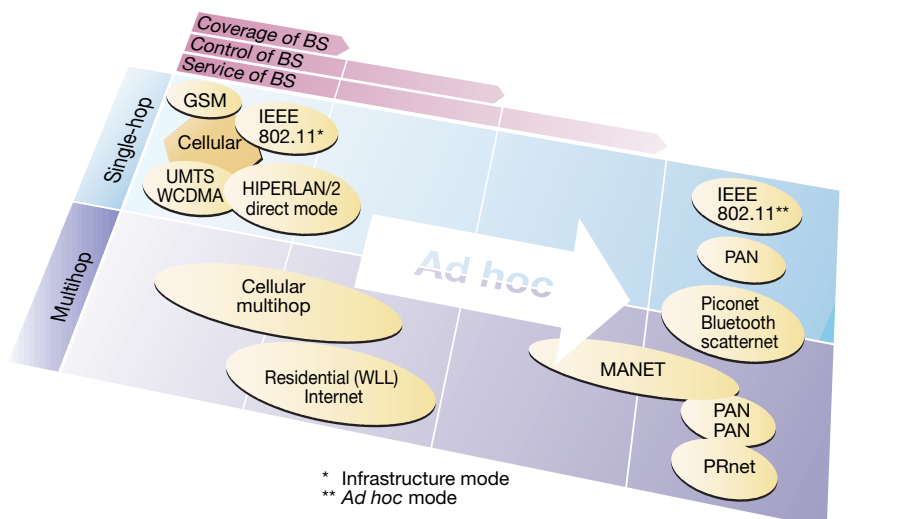 Coverage of BS
Control of BS
Service of BS
Single-hop
GSM
IEEE
802.11*
Cellular
UMTS
WCDMA
HIPERLAN/2
direct mode
IEEE
802.11**
PAN
Ad hoc
Piconet
Bluetooth
scatternet
Multihop
Cellular
multihop
Residential (WLL)
Internet
MANET
PAN
PAN
PRnet
* Infrastructure mode
** Ad hoc mode